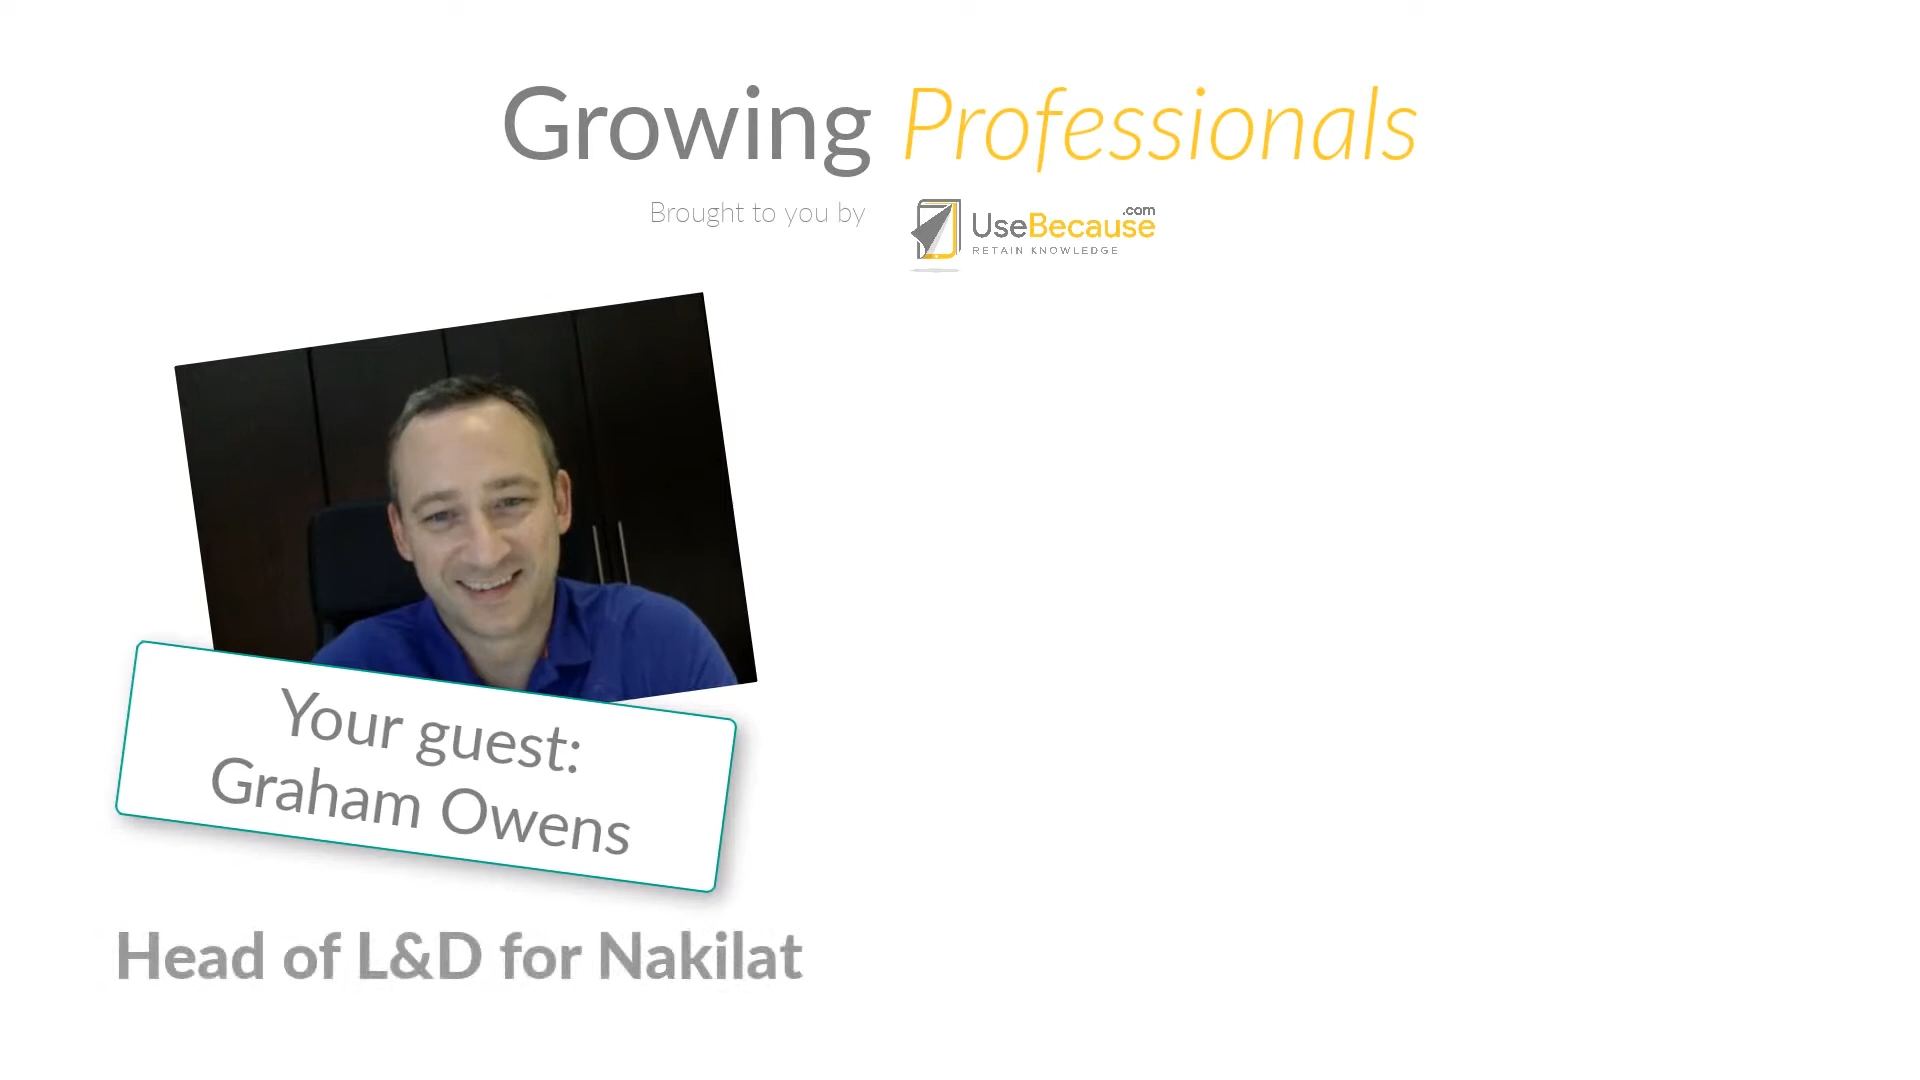 Growing Professionals
Brought to you by
UseBecause.com
RETAIN KNOWLEDGE
Your guest:
Graham Owens
Head of L&D for Nakilat